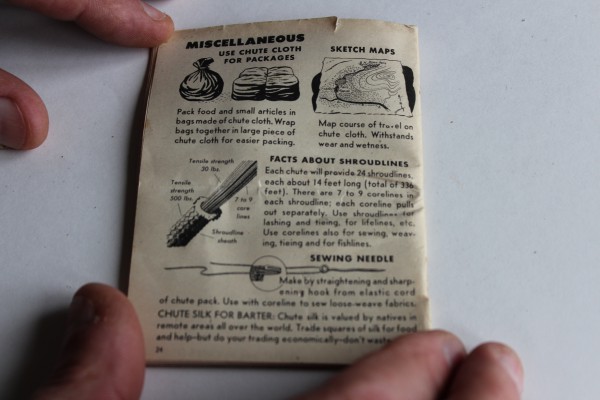 MISCELLANEOUS
USE CHUTE CLOTH
FOR PACKAGES
Pack food and small articles in
bags made of chute cloth. Wrap
bags together in large piece of
chute cloth for easier packing.
SKETCH MAPS
Map course of travel on
chute cloth. Withstands
wear and wetness.
Tensile strength
30 lbs.
Tensile
strength
300 lbs.
7 to 9
core
lines
Shroudline
sheath
FACTS ABOUT SHROUDLINES
Each chute will provide 24 shroudlines,
each about 14 feet long (total of 336
feet). There are 7 to 9 corelines in
each shroudline; each coreline pulls
out separately. Use shroudlines for
lashing and tieing, for lifelines, etc.
Use corelines also for sewing, weav-
ing, tieing and for fishlines.
SEWING NEEDLE
Make by straightening and sharp-
ening hook from elastic cord
of chute pack. Use with coreline to sew loose-weave fabrics.
CHUTE SILK FOR BARTER: Chute silk is valued by natives in
remote areas all over the world. Trade squares of silk for food
and help—but do your trading economically—don't waste
24